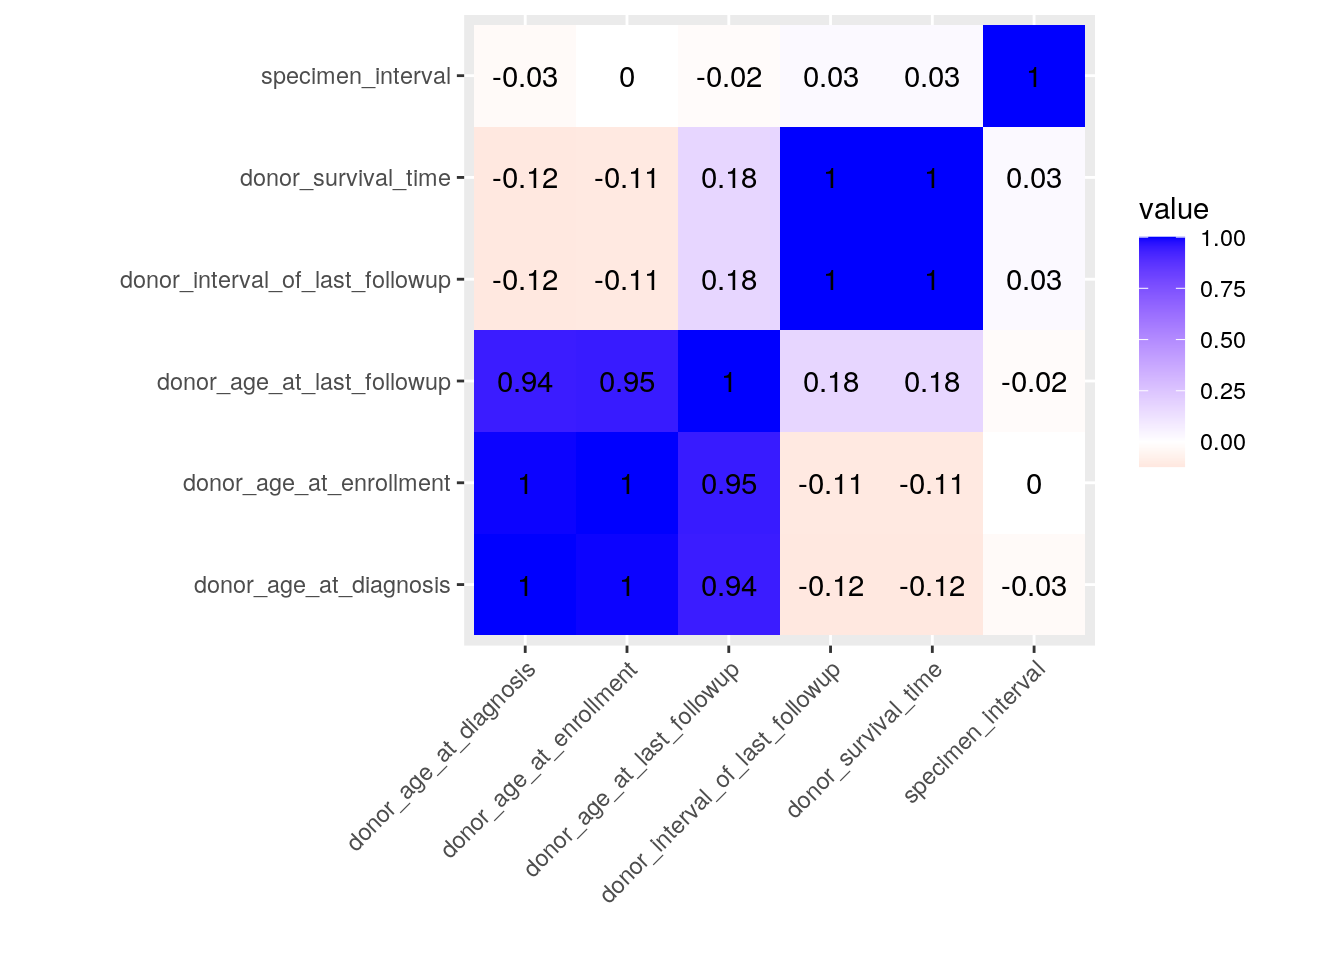 specimen_interval -0.03 0 -0.02 0.03 0.03 1
donor_survival_time -0.12 -0.11 0.18 1 1 0.03
donor_interval_of_last_followup -0.12 -0.11 0.18 1 1 0.03
donor_age_at_last_followup 0.94 0.95 1 0.18 0.18 -0.02
donor_age_at_enrollment 1 1 0.95 -0.11 -0.11 0
donor_age_at_diagnosis 1 1 0.94 -0.12 -0.12 -0.03
donor_age_at_diagnosis
donor_age_at_enrollment
donor_age_at_last_followup
donor_interval_of_last_followup
donor_survival_time
specimen_interval
value
1.00
0.75
0.50
0.25
0.00